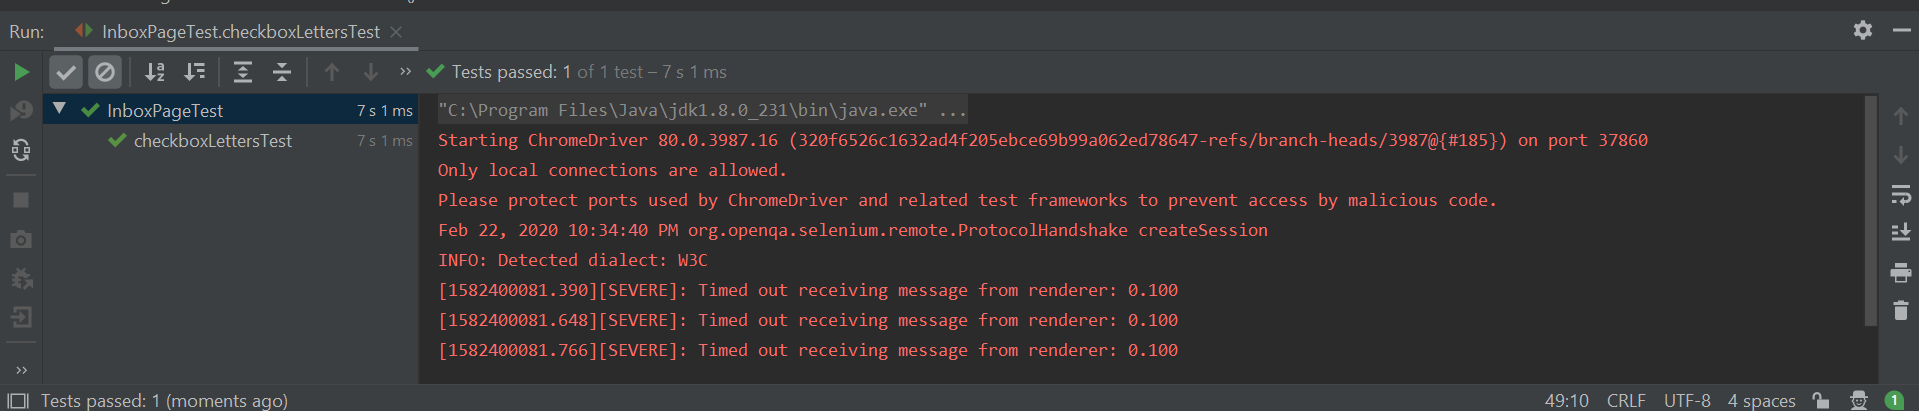 Run: InboxPageTest.checkboxLettersTest
Tests passed: 1 of 1 test – 7 s 1 ms
InboxPageTest 7 s 1 ms
checkboxLettersTest 7 s 1 ms
"C:\Program Files\Java\jdk1.8.0_231\bin\java.exe" ...
Starting ChromeDriver 80.0.3987.16 (320f6526c1632ad4f205ebce69b99a062ed78647-refs/branch-heads/3987@{#185}) on port 37860
Only local connections are allowed.
Please protect ports used by ChromeDriver and related test frameworks to prevent access by malicious code.
Feb 22, 2020 10:34:40 PM org.openqa.selenium.remote.ProtocolHandshake createSession
INFO: Detected dialect: W3C
[1582400081.390][SEVERE]: Timed out receiving message from renderer: 0.100
[1582400081.648][SEVERE]: Timed out receiving message from renderer: 0.100
[1582400081.766][SEVERE]: Timed out receiving message from renderer: 0.100
Tests passed: 1 (moments ago) 49:10 CRLF UTF-8 4 spaces 1